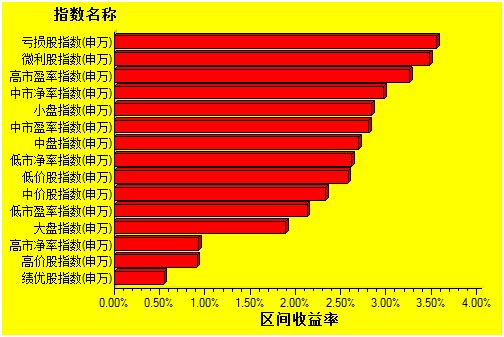 指数名称
亏损股指数(申万)
微利股指数(申万)
高市盈率指数(申万)
中市净率指数(申万)
小盘指数(申万)
中市盈率指数(申万)
中盘指数(申万)
低市净率指数(申万)
低价股指数(申万)
中价股指数(申万)
低市盈率指数(申万)
大盘指数(申万)
高市净率指数(申万)
高价股指数(申万)
绩优股指数(申万)
0.00% 0.50% 1.00% 1.50% 2.00% 2.50% 3.00% 3.50% 4.00%
区间收益率